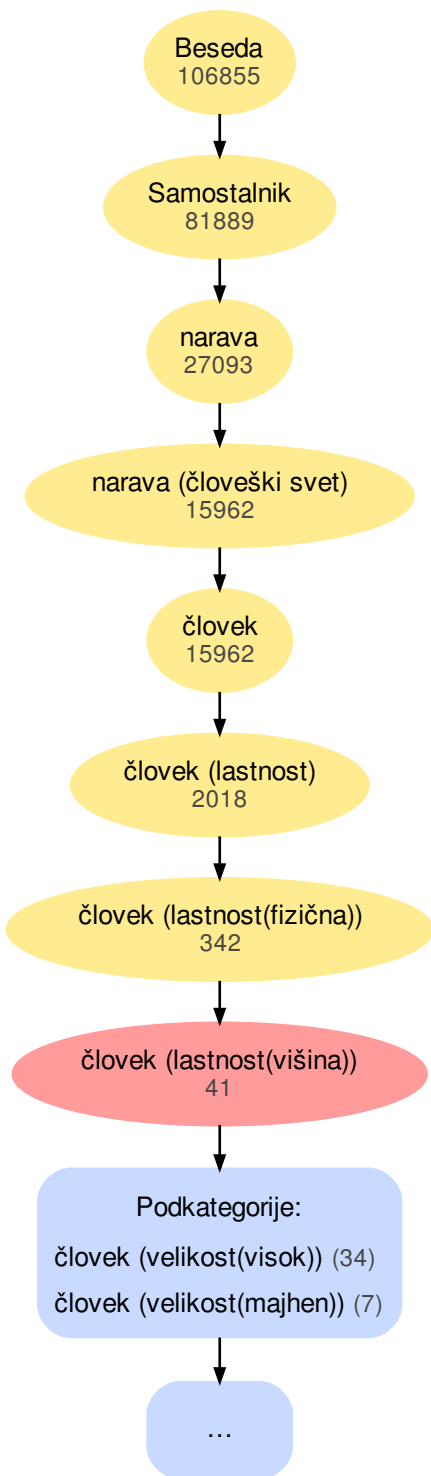 Beseda
106855
Samostalnik
81889
narava
27093
narava (človeški svet)
15962
človek
15962
človek (lastnost)
2018
človek (lastnost(fizična))
342
človek (lastnost(višina))
41
Podkategorije:
človek (velikost(visok)) (34)
človek (velikost(majhen)) (7)
...